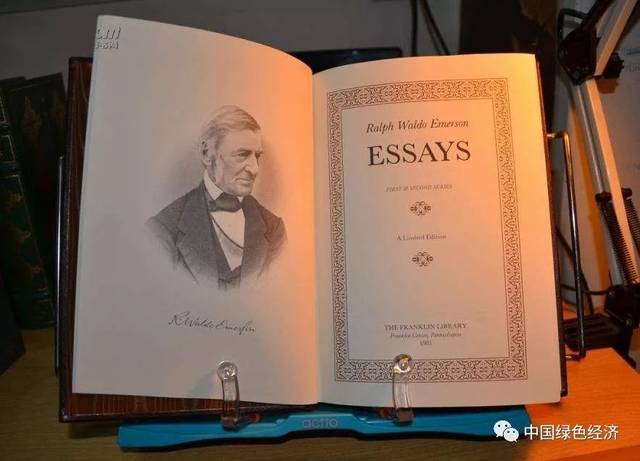 R Waldo Emerson
Ralph Waldo Emerson
ESSAYS
FIRST & SECOND SERIES
A Limited Edition
THE FRANKLIN LIBRARY
Franklin Center, Pennsylvania
1981
actto
中国绿色经济